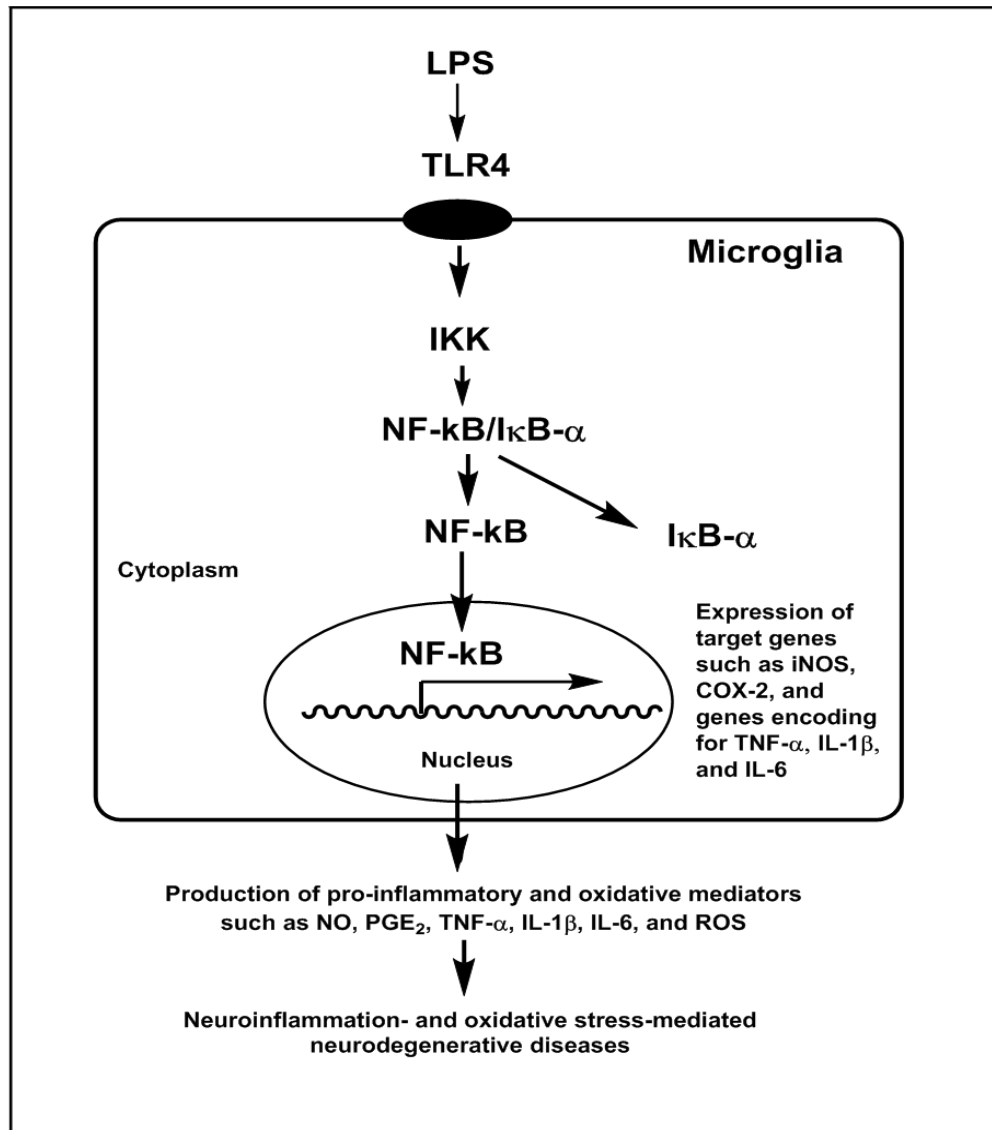 LPS
TLR4
Microglia
IKK
NF-kB/IκB-α
NF-kB
IκB-α
Cytoplasm
NF-kB
Nucleus
Expression of
target genes
such as iNOS,
COX-2, and
genes encoding
for TNF-α, IL-1β,
and IL-6
Production of pro-inflammatory and oxidative mediators
such as NO, PGE₂, TNF-α, IL-1β, IL-6, and ROS
Neuroinflammation- and oxidative stress-mediated
neurodegenerative diseases